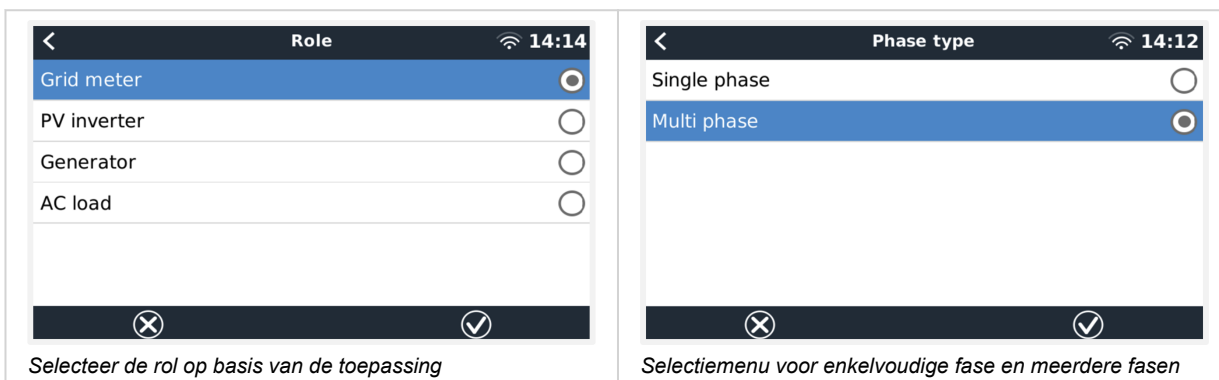 Role 14:14
Grid meter
PV inverter
Generator
AC load
Selecteer de rol op basis van de toepassing
Phase type 14:12
Single phase
Multi phase
Selectiemenu voor enkelvoudige fase en meerdere fasen